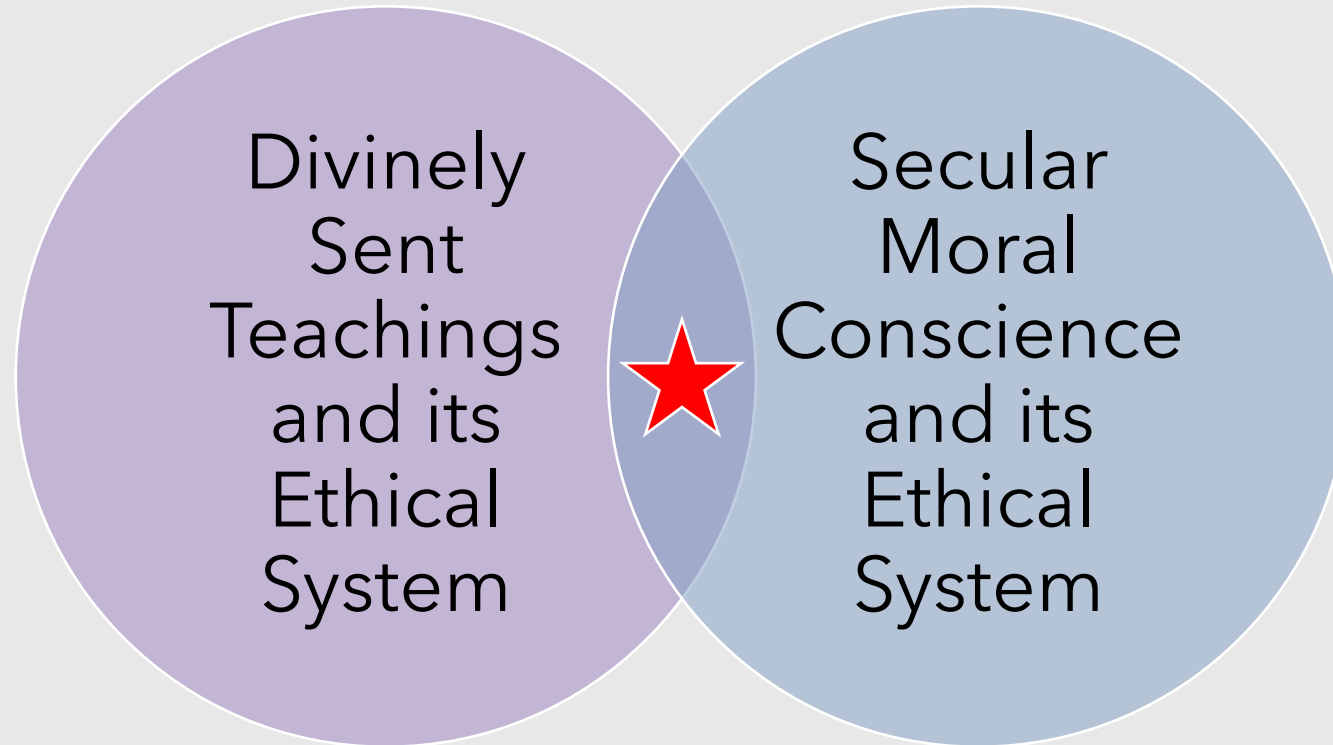 Divinely
Sent
Teachings
and its
Ethical
System
Secular
Moral
Conscience
and its
Ethical
System